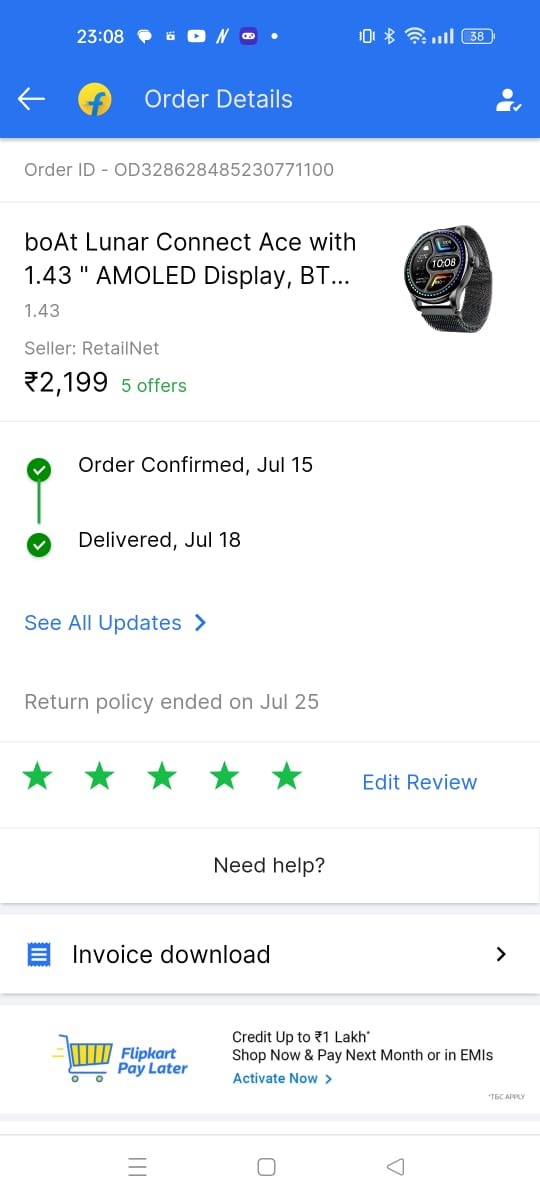 23:08
38
Order Details
Order ID - OD328628485230771100
boAt Lunar Connect Ace with
1.43 " AMOLED Display, BT...
10:08
1.43
Seller: RetailNet
₹2,199 5 offers
Order Confirmed, Jul 15
Delivered, Jul 18
See All Updates
Return policy ended on Jul 25
Edit Review
Need help?
Invoice download
Flipkart
Pay Later
Credit Up to ₹1 Lakh*
Shop Now & Pay Next Month or in EMIs
Activate Now
*T&C APPLY